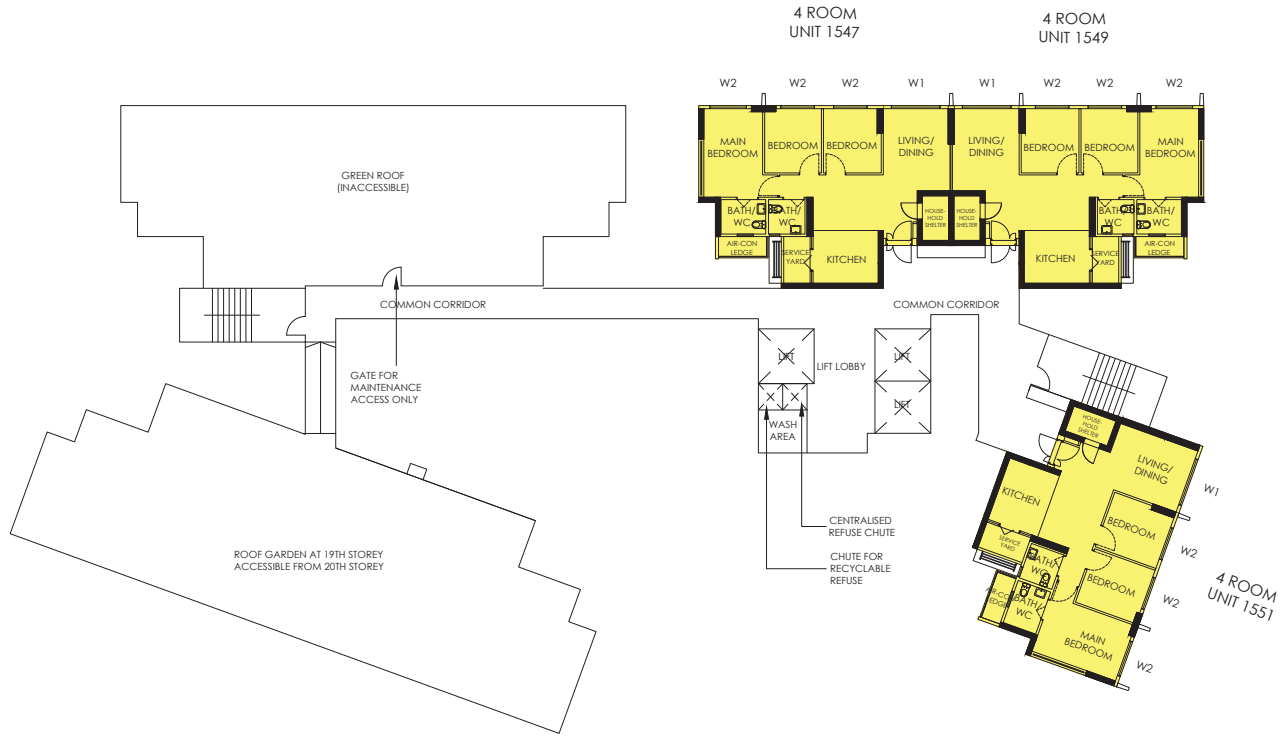 4 ROOM
UNIT 1547
4 ROOM
UNIT 1549
W2
W2
W2
W1
W1
W2
W2
W2
MAIN
BEDROOM
BEDROOM
BEDROOM
LIVING/
DINING
LIVING/
DINING
BEDROOM
BEDROOM
MAIN
BEDROOM
GREEN ROOF
(INACCESSIBLE)
BATH/
WC
BATH/
WC
HOUSE-
HOLD
SHELTER
HOUSE-
HOLD
SHELTER
BATH/
WC
BATH/
WC
AIR-CON
LEDGE
SERVICE
YARD
KITCHEN
KITCHEN
SERVICE
YARD
AIR-CON
LEDGE
COMMON CORRIDOR
COMMON CORRIDOR
LIFT
LIFT LOBBY
LIFT
LIFT
GATE FOR
MAINTENANCE
ACCESS ONLY
WASH
AREA
HOUSE-
HOLD
SHELTER
LIVING/
DINING
W1
KITCHEN
BEDROOM
W2
SERVICE
YARD
BATH/
WC
BEDROOM
W2
4 ROOM
UNIT 1551
AIR-CON
LEDGE
BATH/
WC
MAIN
BEDROOM
W2
CENTRALISED
REFUSE CHUTE
CHUTE FOR
RECYCLABLE
REFUSE
ROOF GARDEN AT 19TH STOREY
ACCESSIBLE FROM 20TH STOREY